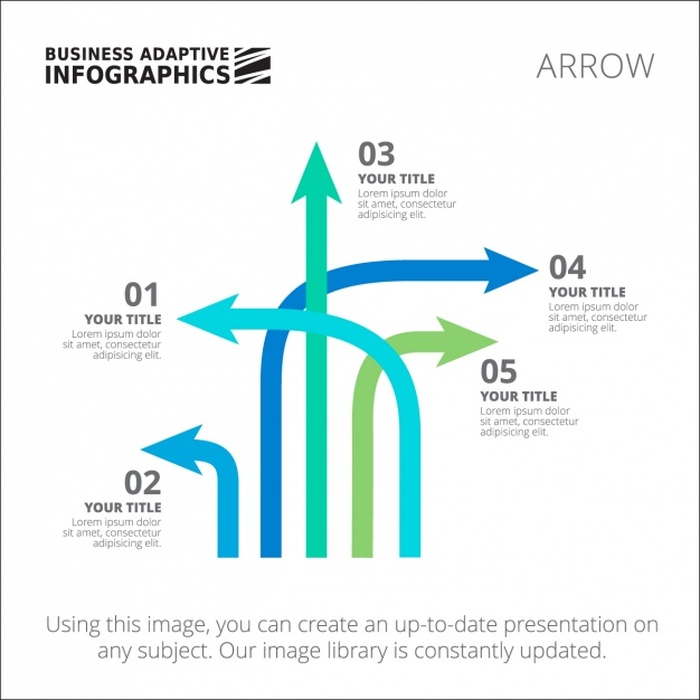 BUSINESS ADAPTIVE
INFOGRAPHICS
ARROW
03
YOUR TITLE
Lorem ipsum dolor
sit amet, consectetur
adipisicing elit.
04
YOUR TITLE
Lorem ipsum dolor
sit amet, consectetur
adipisicing elit.
01
YOUR TITLE
Lorem ipsum dolor
sit amet, consectetur
adipisicing elit.
05
YOUR TITLE
Lorem ipsum dolor
sit amet, consectetur
adipisicing elit.
02
YOUR TITLE
Lorem ipsum dolor
sit amet, consectetur
adipisicing elit.
Using this image, you can create an up-to-date presentation on
any subject. Our image library is constantly updated.